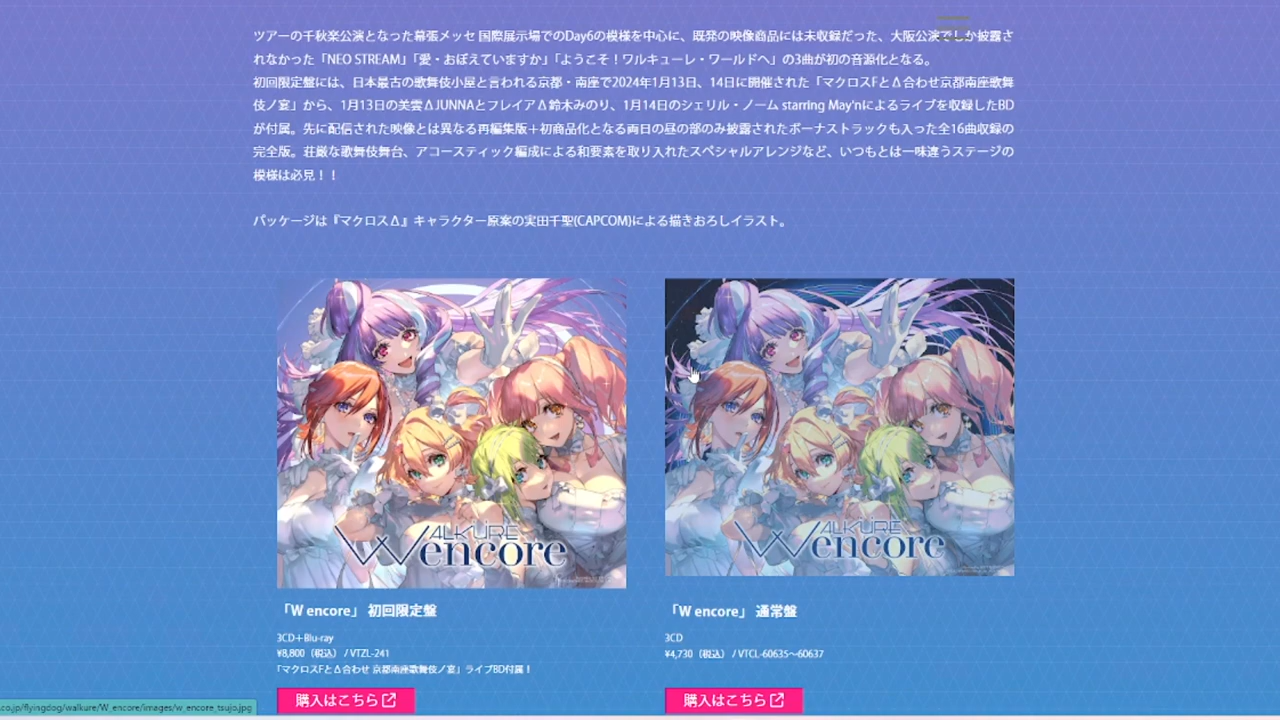 ツアーの千秋楽公演となった幕張メッセ 国際展示場でのDay6の模様を中心に、既発の映像商品には未収録だった、大阪公演でしか披露さ
れなかった「NEO STREAM」「愛・おぼえていますか」「ようこそ！ワルキューレ・ワールドへ」の3曲が初の音源化となる。
初回限定盤には、日本最古の歌舞伎小屋と言われる京都・南座で2024年1月13日、14日に開催された「マクロスFとΔ合わせ京都南座歌舞
伎ノ宴」から、1月13日の美雲Δ JUNNAとフレイアΔ鈴木みのり、1月14日のシェリル・ノーム starring May'nによるライブを収録したBD
が付属。先に配信された映像とは異なる再編集版＋初商品化となる両日の昼の部のみ披露されたボーナストラックも入った全16曲収録の
完全版。荘厳な歌舞伎舞台、アコースティック編成による和要素を取り入れたスペシャルアレンジなど、いつもとは一味違うステージの
模様は必見！！
パッケージは『マクロスΔ』キャラクター原案の実田千聖(CAPCOM)による描きおろしイラスト。
WALKÜRE
W encore
WALKÜRE
W encore
「W encore」 初回限定盤
「W encore」 通常盤
3CD＋Blu-ray
¥8,800（税込） / VTZL-241
「マクロスFとΔ合わせ 京都南座歌舞伎ノ宴」ライブBD付属！
3CD
¥4,730（税込） / VTCL-60635～60637
購入はこちら
購入はこちら
.co.jp/flyingdog/walkure/W_encore/images/w_encore_tsujo.jpg